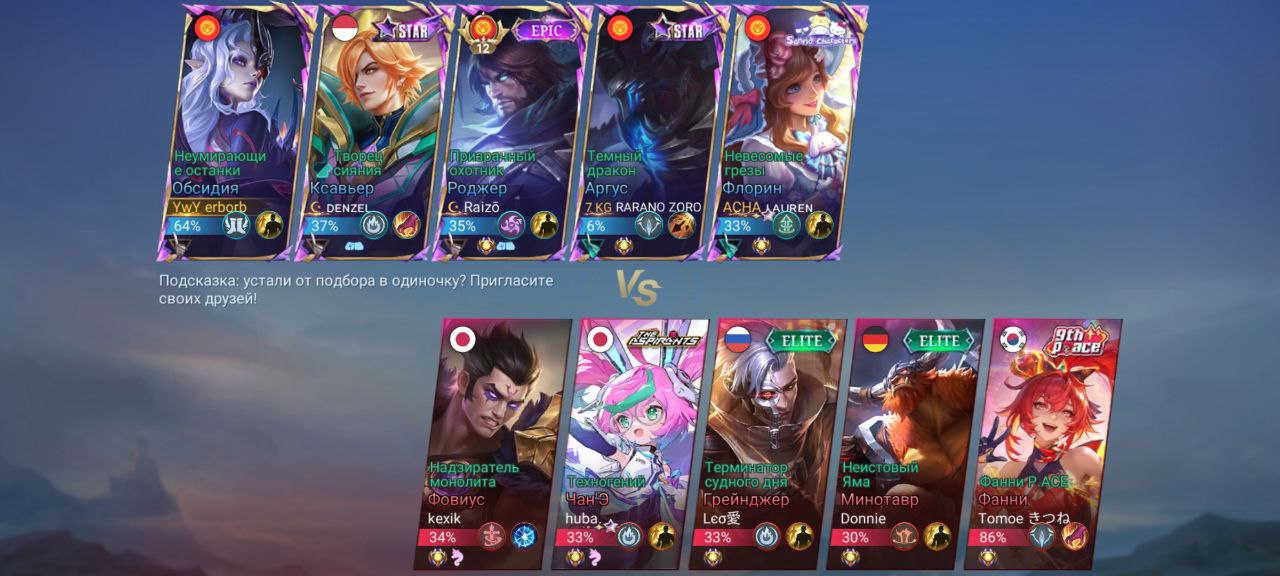 STAR
12
EPIC
STAR
Sanrio Characters
Неумирающи
е останки
Обсидия
YwY erborb
64%
Творец
сияния
Ксавьер
DENZEL
37%
Призрачный
охотник
Роджер
Raizō
35%
Темный
дракон
Аргус
7 KG RARANO ZORO
6%
Невесомые
грезы
Флорин
ACHA LAUREN
33%
Подсказка: устали от подбора в одиночку? Пригласите
своих друзей!
VS
THE ASPIRANTS
ELITE
ELITE
Надзиратель
монолита
Фовиус
kexik
34%
Техногений
Чан'Э
huba.
33%
Терминатор
судного дня
Грейнджер
Lєσ愛
33%
Неистовый
Яма
Минотавр
Donnie
30%
Фанни P.ACE
Фанни
Tomoe きつね
86%